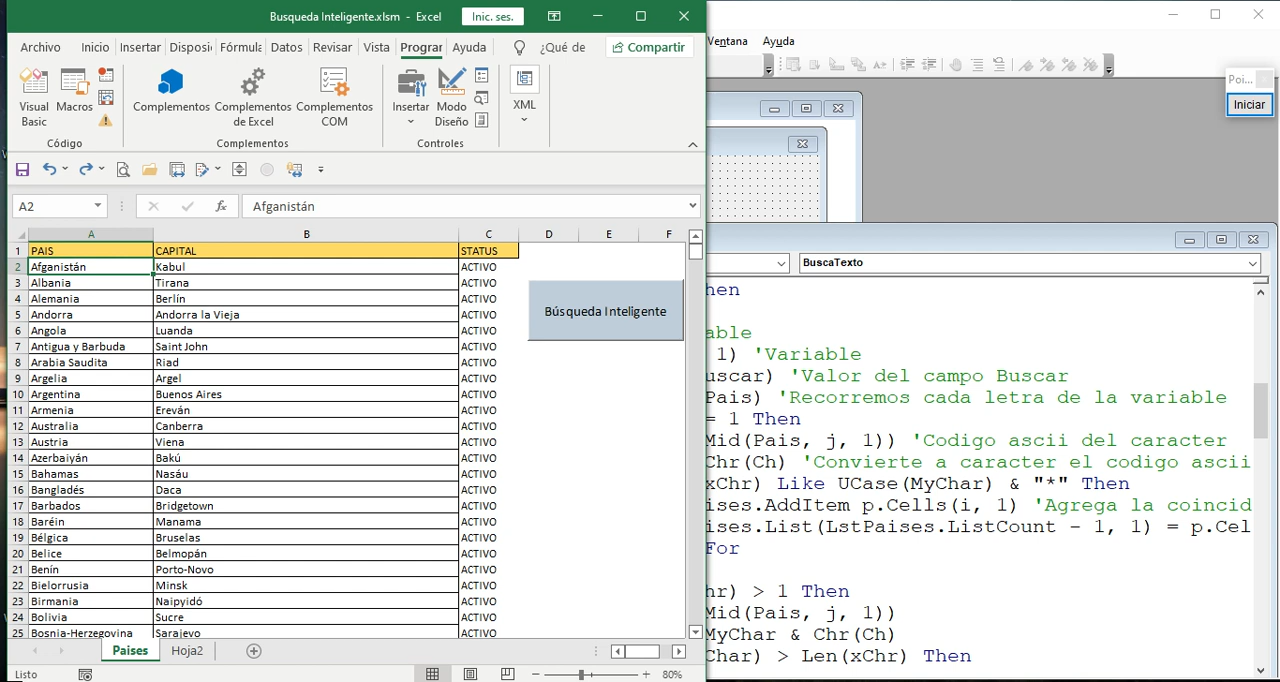 Busqueda Inteligente.xlsm - Excel
Inic. ses.
Archivo Inicio Insertar Disposi Fórmula Datos Revisar Vista Prograr Ayuda ¿Qué de Compartir
Visual Basic
Macros
Complementos
Complementos de Excel
Complementos COM
Insertar
Modo Diseño
XML
Código
Complementos
Controles
A2
fx
Afganistán
A B C D E F
1 PAIS CAPITAL STATUS
2 Afganistán Kabul ACTIVO
3 Albania Tirana ACTIVO
4 Alemania Berlín ACTIVO
5 Andorra Andorra la Vieja ACTIVO
6 Angola Luanda ACTIVO
7 Antigua y Barbuda Saint John ACTIVO
8 Arabia Saudita Riad ACTIVO
9 Argelia Argel ACTIVO
10 Argentina Buenos Aires ACTIVO
11 Armenia Ereván ACTIVO
12 Australia Canberra ACTIVO
13 Austria Viena ACTIVO
14 Azerbaiyán Bakú ACTIVO
15 Bahamas Nasáu ACTIVO
16 Bangladés Daca ACTIVO
17 Barbados Bridgetown ACTIVO
18 Baréin Manama ACTIVO
19 Bélgica Bruselas ACTIVO
20 Belice Belmopán ACTIVO
21 Benín Porto-Novo ACTIVO
22 Bielorrusia Minsk ACTIVO
23 Birmania Naipyidó ACTIVO
24 Bolivia Sucre ACTIVO
25 Bosnia-Herzegovina Sarajevo ACTIVO
Búsqueda Inteligente
Paises Hoja2
Listo
80%
Ventana Ayuda
Poi...
Iniciar
BuscaTexto
hen
able
1) 'Variable
uscar) 'Valor del campo Buscar
Pais) 'Recorremos cada letra de la variable
= 1 Then
Mid(Pais, j, 1)) 'Codigo ascii del caracter
Chr(Ch) 'Convierte a caracter el codigo ascii
xChr) Like UCase(MyChar) & "*" Then
ises.AddItem p.Cells(i, 1) 'Agrega la coincid
ises.List(LstPaises.ListCount - 1, 1) = p.Cel
For
hr) > 1 Then
Mid(Pais, j, 1))
MyChar & Chr(Ch)
Char) > Len(xChr) Then